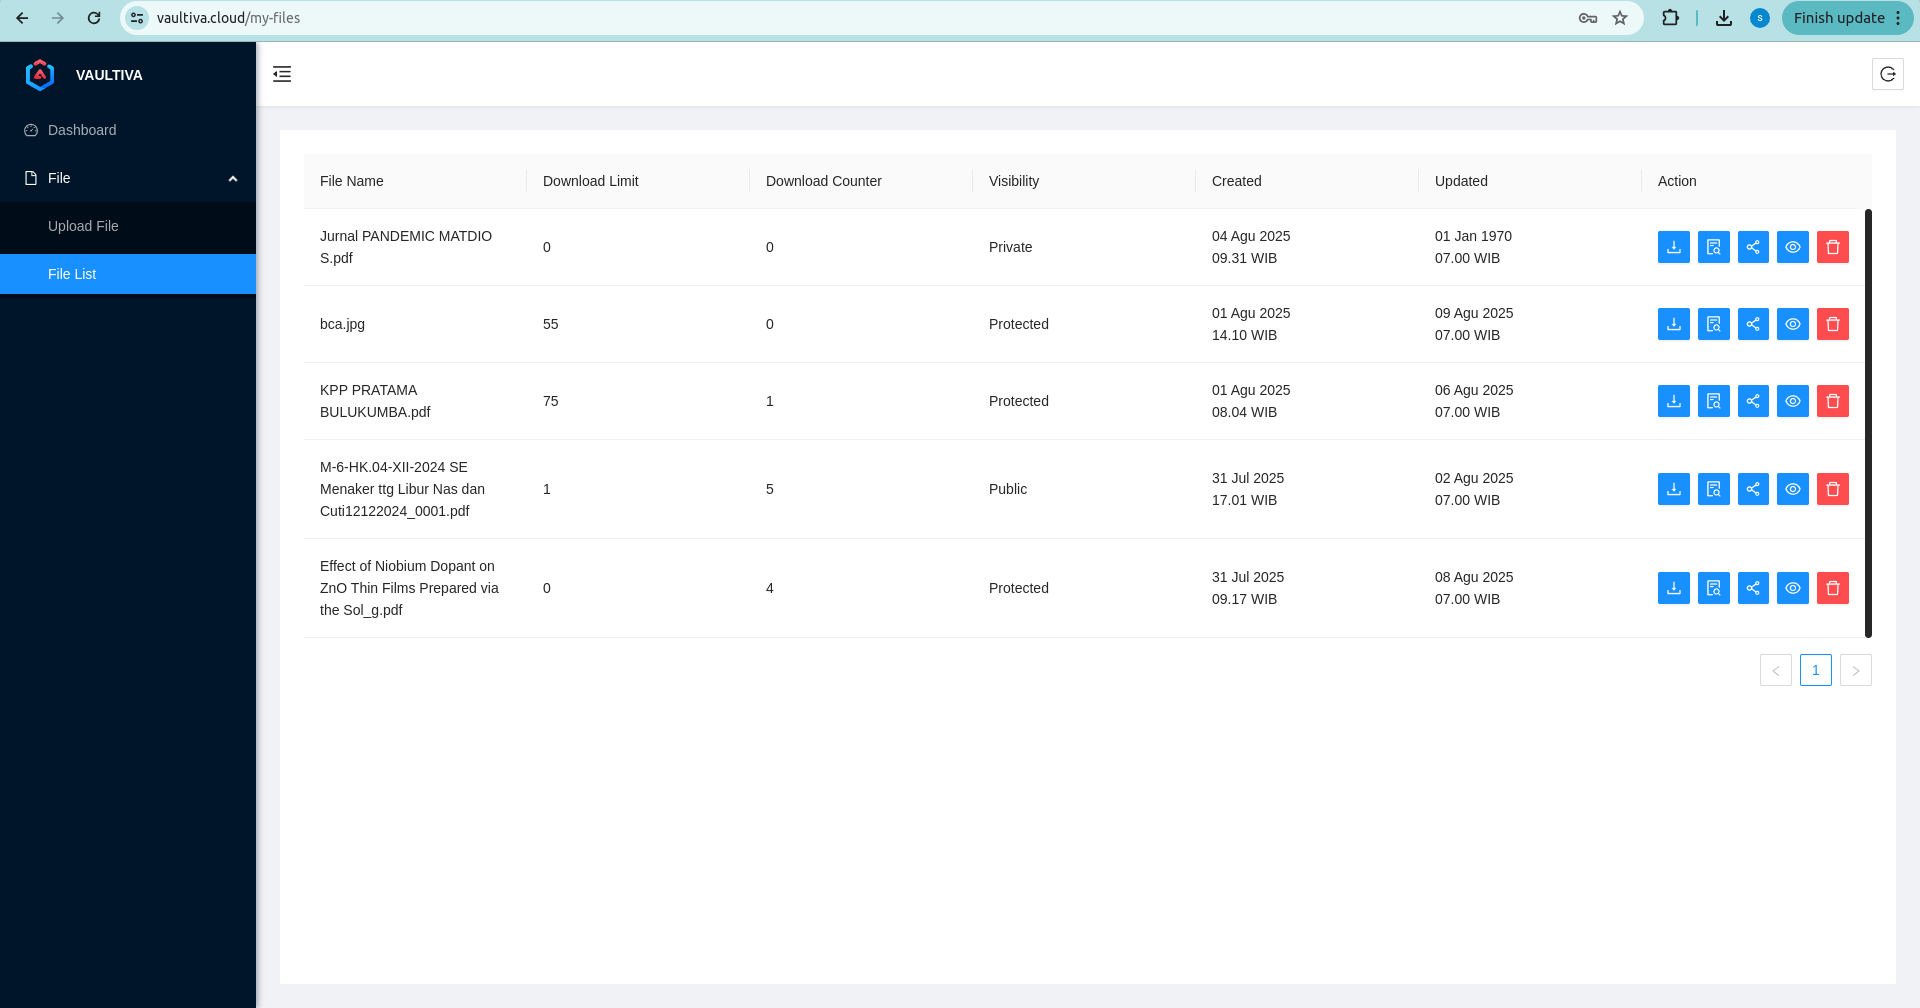 vaultiva.cloud/my-files
S
Finish update
VAULTIVA
Dashboard
File
Upload File
File List
File Name
Download Limit
Download Counter
Visibility
Created
Updated
Action
Jurnal PANDEMIC MATDIO
S.pdf
0
0
Private
04 Agu 2025
09.31 WIB
01 Jan 1970
07.00 WIB
bca.jpg
55
0
Protected
01 Agu 2025
14.10 WIB
09 Agu 2025
07.00 WIB
KPP PRATAMA
BULUKUMBA.pdf
75
1
Protected
01 Agu 2025
08.04 WIB
06 Agu 2025
07.00 WIB
M-6-HK.04-XII-2024 SE
Menaker ttg Libur Nas dan
Cuti12122024_0001.pdf
1
5
Public
31 Jul 2025
17.01 WIB
02 Agu 2025
07.00 WIB
Effect of Niobium Dopant on
ZnO Thin Films Prepared via
the Sol_g.pdf
0
4
Protected
31 Jul 2025
09.17 WIB
08 Agu 2025
07.00 WIB
1